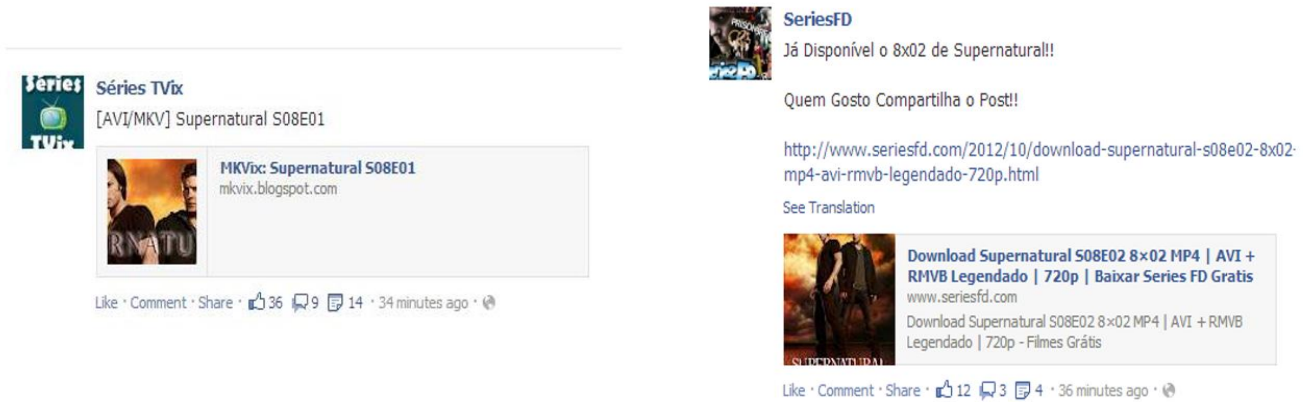 Series
TVix
Séries TVix
[AVI/MKV] Supernatural S08E01
RNATU
MKVix: Supernatural S08E01
mkvix.blogspot.com
Like · Comment · Share · 36 9 14 · 34 minutes ago ·
SeriesFD
Já Disponível o 8x02 de Supernatural!!
Quem Gosto Compartilha o Post!!
http://www.seriesfd.com/2012/10/download-supernatural-s08e02-8x02-
mp4-avi-rmvb-legendado-720p.html
See Translation
SUPERNATURAL
Download Supernatural S08E02 8×02 MP4 | AVI +
RMVB Legendado | 720p | Baixar Series FD Gratis
www.seriesfd.com
Download Supernatural S08E02 8×02 MP4 | AVI + RMVB
Legendado | 720p - Filmes Grátis
Like · Comment · Share · 12 3 4 · 36 minutes ago ·